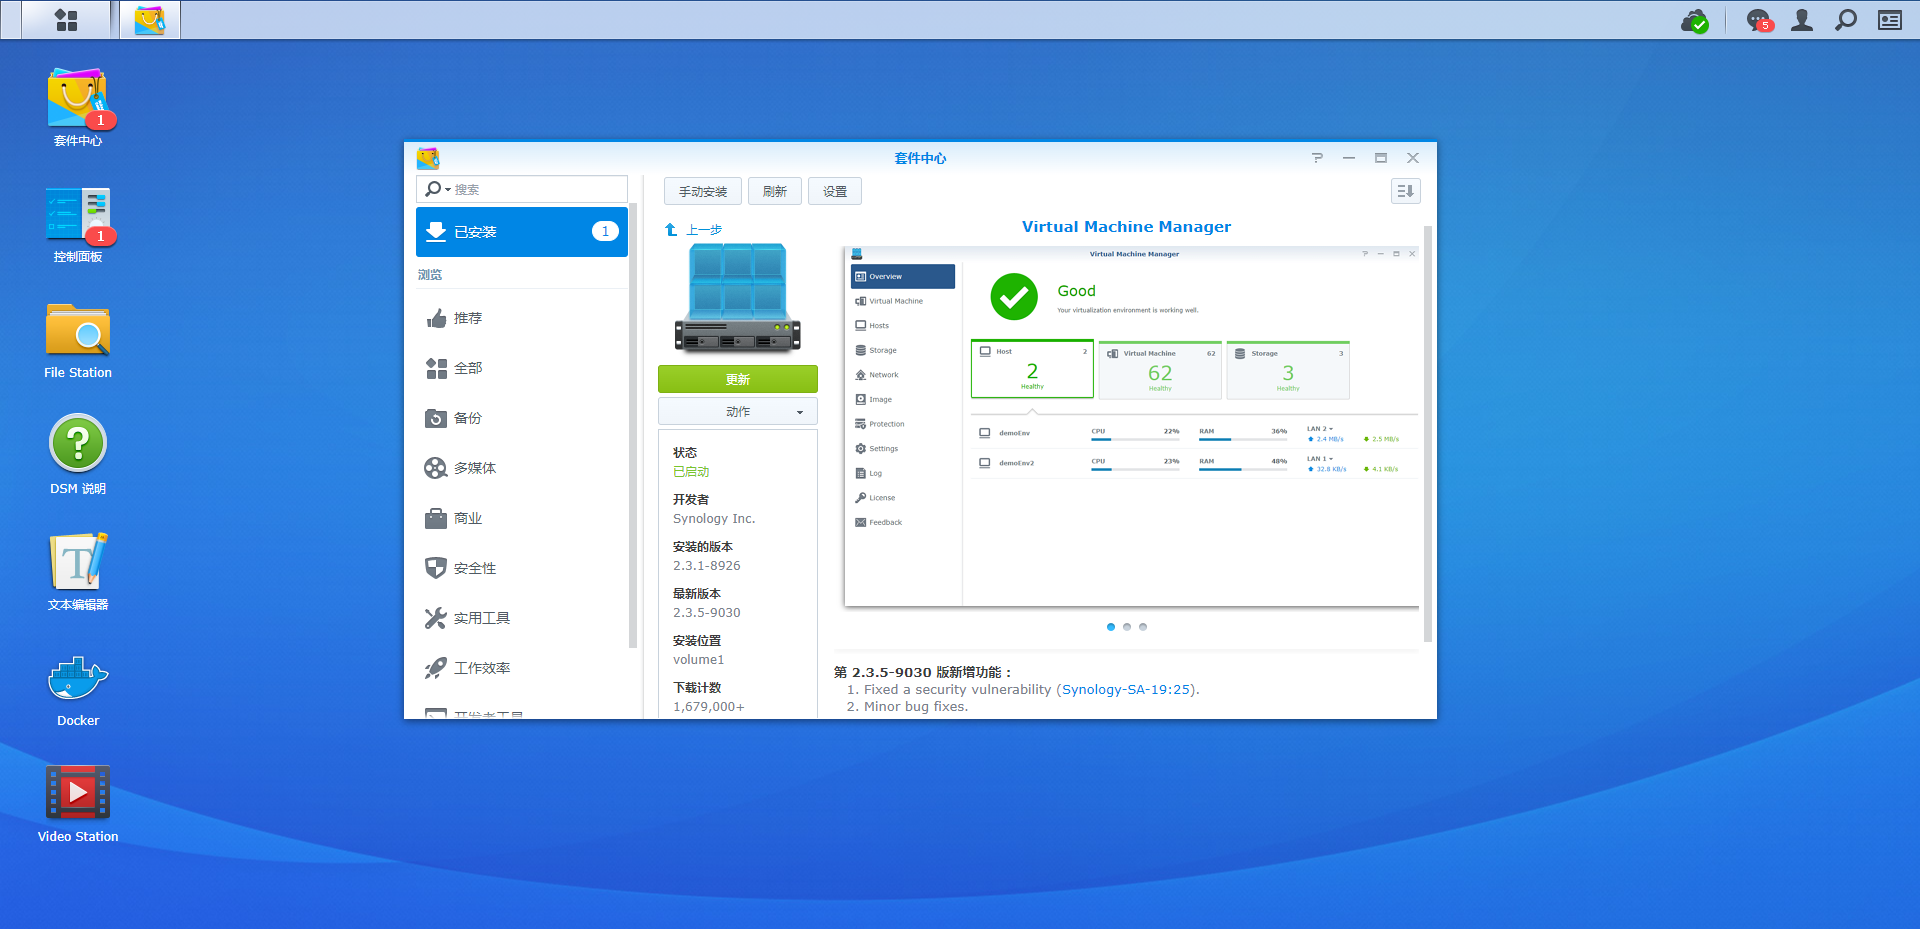 5
1
套件中心
1
控制面板
File Station
DSM 说明
文本编辑器
Docker
Video Station
套件中心
搜索
已安装
1
浏览
推荐
全部
备份
多媒体
商业
安全性
实用工具
工作效率
开发者工具
手动安装
刷新
设置
上一步
更新
动作
状态
已启动
开发者
Synology Inc.
安装的版本
2.3.1-8926
最新版本
2.3.5-9030
安装位置
volume1
下载计数
1,679,000+
Virtual Machine Manager
Virtual Machine Manager
Overview
Virtual Machine
Hosts
Storage
Network
Image
Protection
Settings
Log
License
Feedback
Good
Your virtualization environment is working well.
Host 2
2
Healthy
Virtual Machine 62
62
Healthy
Storage 3
3
Healthy
demoEnv CPU 22% RAM 36% LAN 2
2.4 MB/s 2.5 MB/s
demoEnv2 CPU 23% RAM 48% LAN 1
32.8 KB/s 4.1 KB/s
第 2.3.5-9030 版新增功能：
1. Fixed a security vulnerability (Synology-SA-19:25).
2. Minor bug fixes.